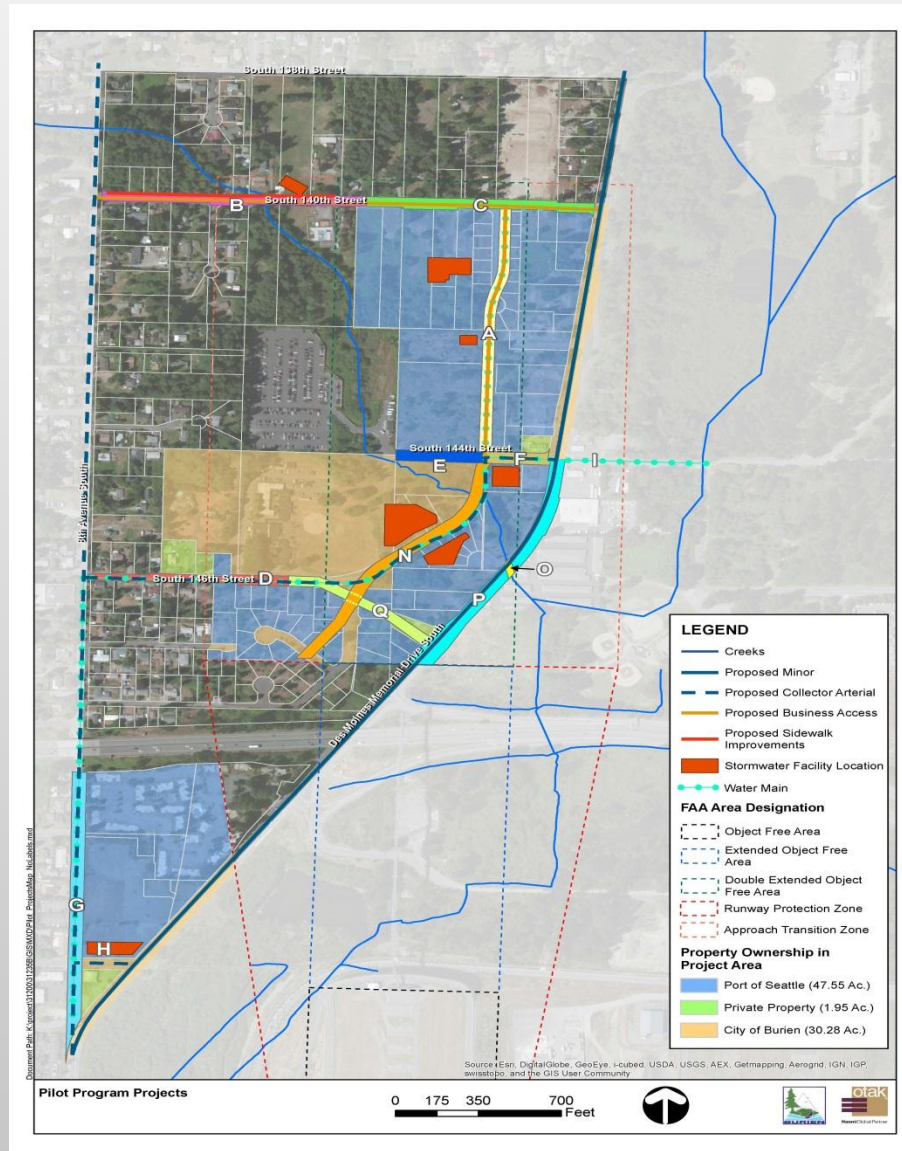 South 138th Street
B
South 140th Street
C
A
8th Avenue South
South 144th Street
E
F
I
N
O
South 146th Street
D
P
Q
Des Moines Memorial Drive South
G
H
LEGEND
Creeks
Proposed Minor
Proposed Collector Arterial
Proposed Business Access
Proposed Sidewalk
Improvements
Stormwater Facility Location
Water Main
FAA Area Designation
Object Free Area
Extended Object Free
Area
Double Extended Object
Free Area
Runway Protection Zone
Approach Transition Zone
Property Ownership in
Project Area
Port of Seattle (47.55 Ac.)
Private Property (1.95 Ac.)
City of Burien (30.28 Ac.)
Source: Esri, DigitalGlobe, GeoEye, i-cubed, USDA, USGS, AEX, Getmapping, Aerogrid, IGN, IGP,
swisstopo, and the GIS User Community
Pilot Program Projects
0 175 350 700
Feet
otak